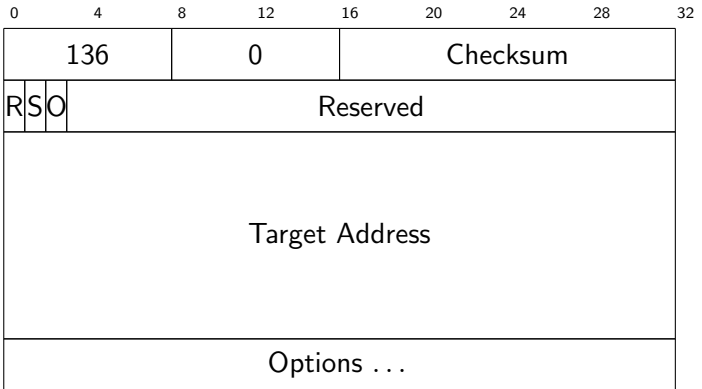 0 4 8 12 16 20 24 28 32
136 0 Checksum
R S O Reserved
Target Address
Options . . .